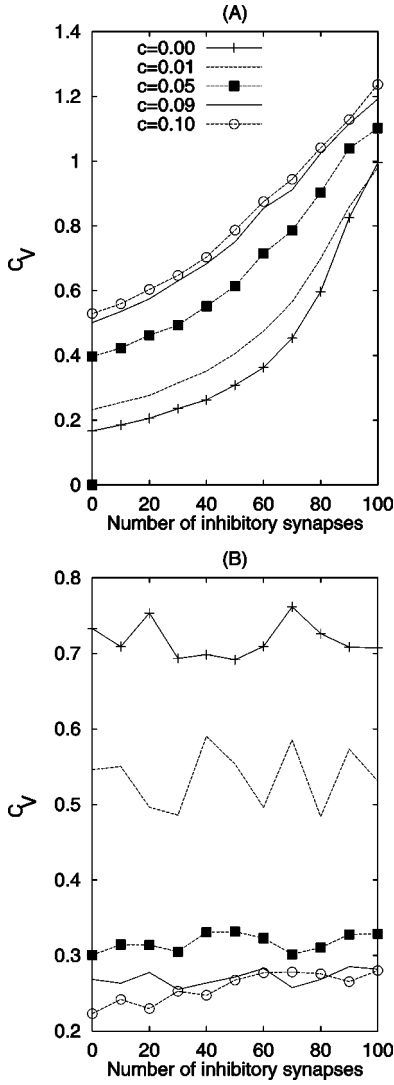 (A)
1.4
1.2
1
0.8
0.6
0.4
0.2
0
c=0.00
c=0.01
c=0.05
c=0.09
c=0.10
CV
0 20 40 60 80 100
Number of inhibitory synapses
(B)
0.8
0.7
0.6
0.5
0.4
0.3
0.2
CV
0 20 40 60 80 100
Number of inhibitory synapses